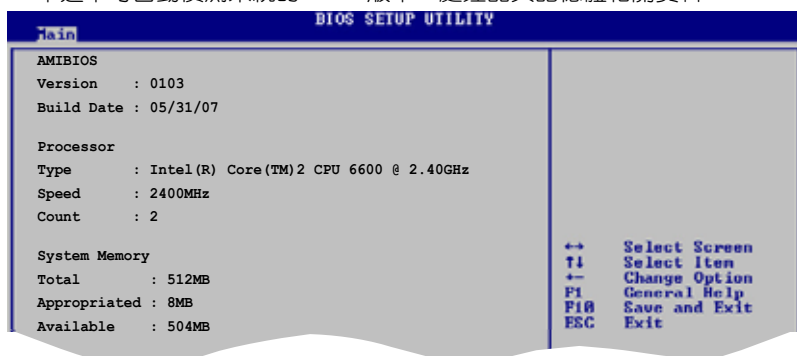 BIOS SETUP UTILITY
Main
AMIBIOS
Version : 0103
Build Date : 05/31/07
Processor
Type : Intel(R) Core(TM)2 CPU 6600 @ 2.40GHz
Speed : 2400MHz
Count : 2
System Memory
Total : 512MB
Appropriated : 8MB
Available : 504MB
↔ Select Screen
↑↓ Select Item
+- Change Option
F1 General Help
F10 Save and Exit
ESC Exit